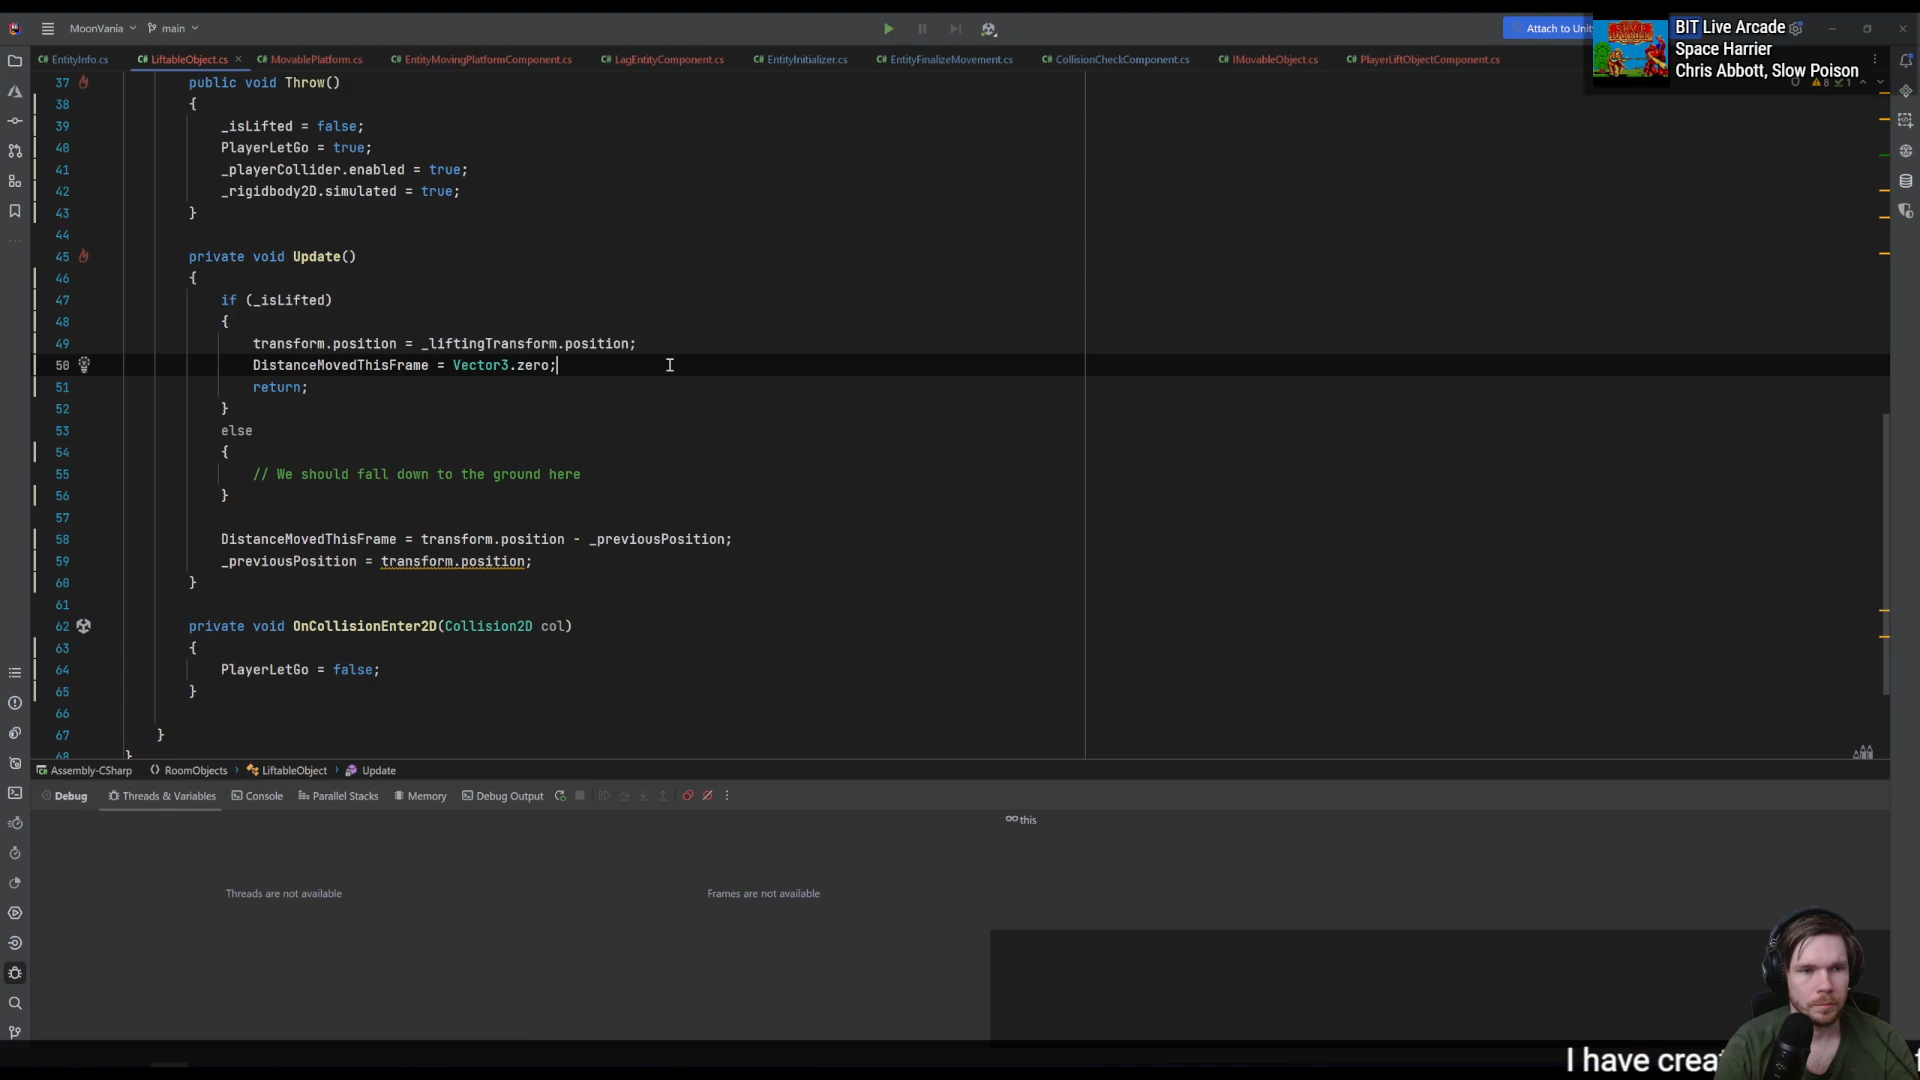 MoonVania
main
Attach to Unit
BIT Live Arcade
Space Harrier
Chris Abbott, Slow Poison
C# EntityInfo.cs
C# LiftableObject.cs
C# MovablePlatform.cs
C# EntityMovingPlatformComponent.cs
C# LagEntityComponent.cs
C# EntityInitializer.cs
C# EntityFinalizeMovement.cs
C# CollisionCheckComponent.cs
C# IMovableObject.cs
C# PlayerLiftObjectComponent.cs
8 1
37 public void Throw()
38 {
39 _isLifted = false;
40 PlayerLetGo = true;
41 _playerCollider.enabled = true;
42 _rigidbody2D.simulated = true;
43 }
44
45 private void Update()
46 {
47 if (_isLifted)
48 {
49 transform.position = _liftingTransform.position;
50 DistanceMovedThisFrame = Vector3.zero;
51 return;
52 }
53 else
54 {
55 // We should fall down to the ground here
56 }
57
58 DistanceMovedThisFrame = transform.position - _previousPosition;
59 _previousPosition = transform.position;
60 }
61
62 private void OnCollisionEnter2D(Collision2D col)
63 {
64 PlayerLetGo = false;
65 }
66
67 }
68 }
Assembly-CSharp
RoomObjects
LiftableObject
Update
Debug
Threads & Variables
Console
Parallel Stacks
Memory
Debug Output
this
Threads are not available
Frames are not available
I have crea